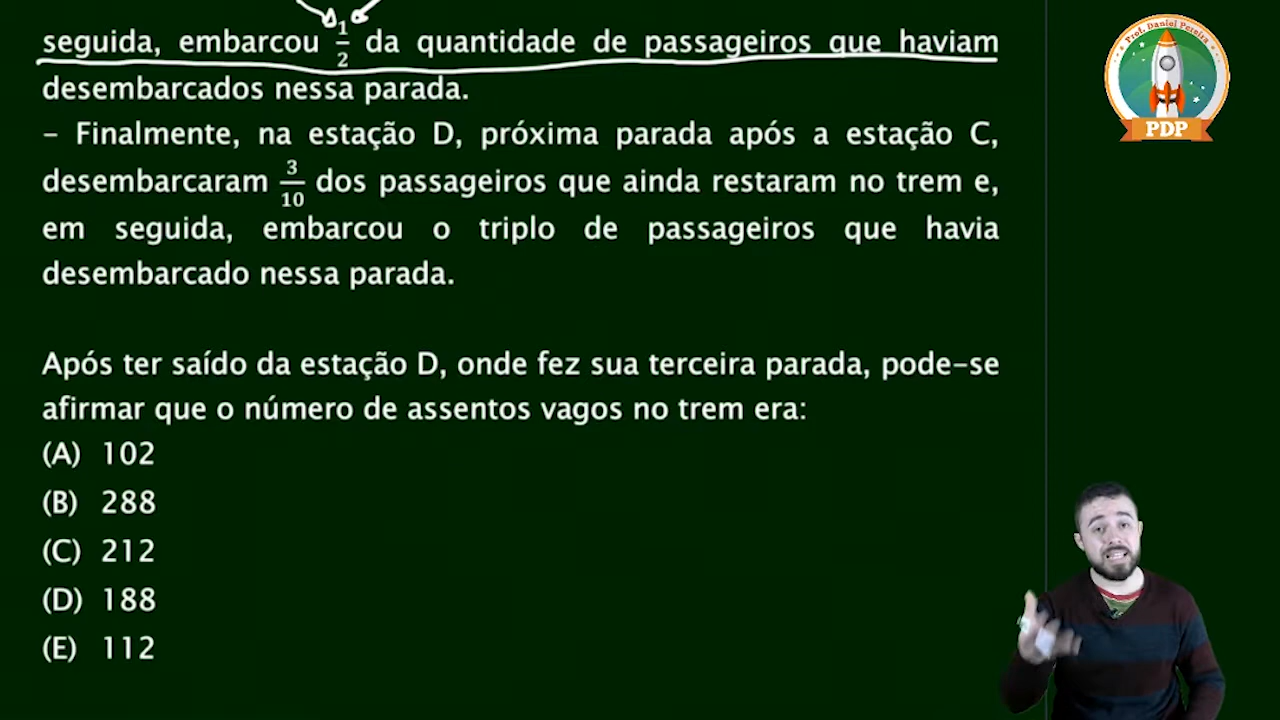 seguida, embarcou 1/2 da quantidade de passageiros que haviam
desembarcados nessa parada.
– Finalmente, na estação D, próxima parada após a estação C,
desembarcaram 3/10 dos passageiros que ainda restaram no trem e,
em seguida, embarcou o triplo de passageiros que havia
desembarcado nessa parada.
Após ter saído da estação D, onde fez sua terceira parada, pode-se
afirmar que o número de assentos vagos no trem era:
(A) 102
(B) 288
(C) 212
(D) 188
(E) 112
Prof. Daniel Pereira
PDP